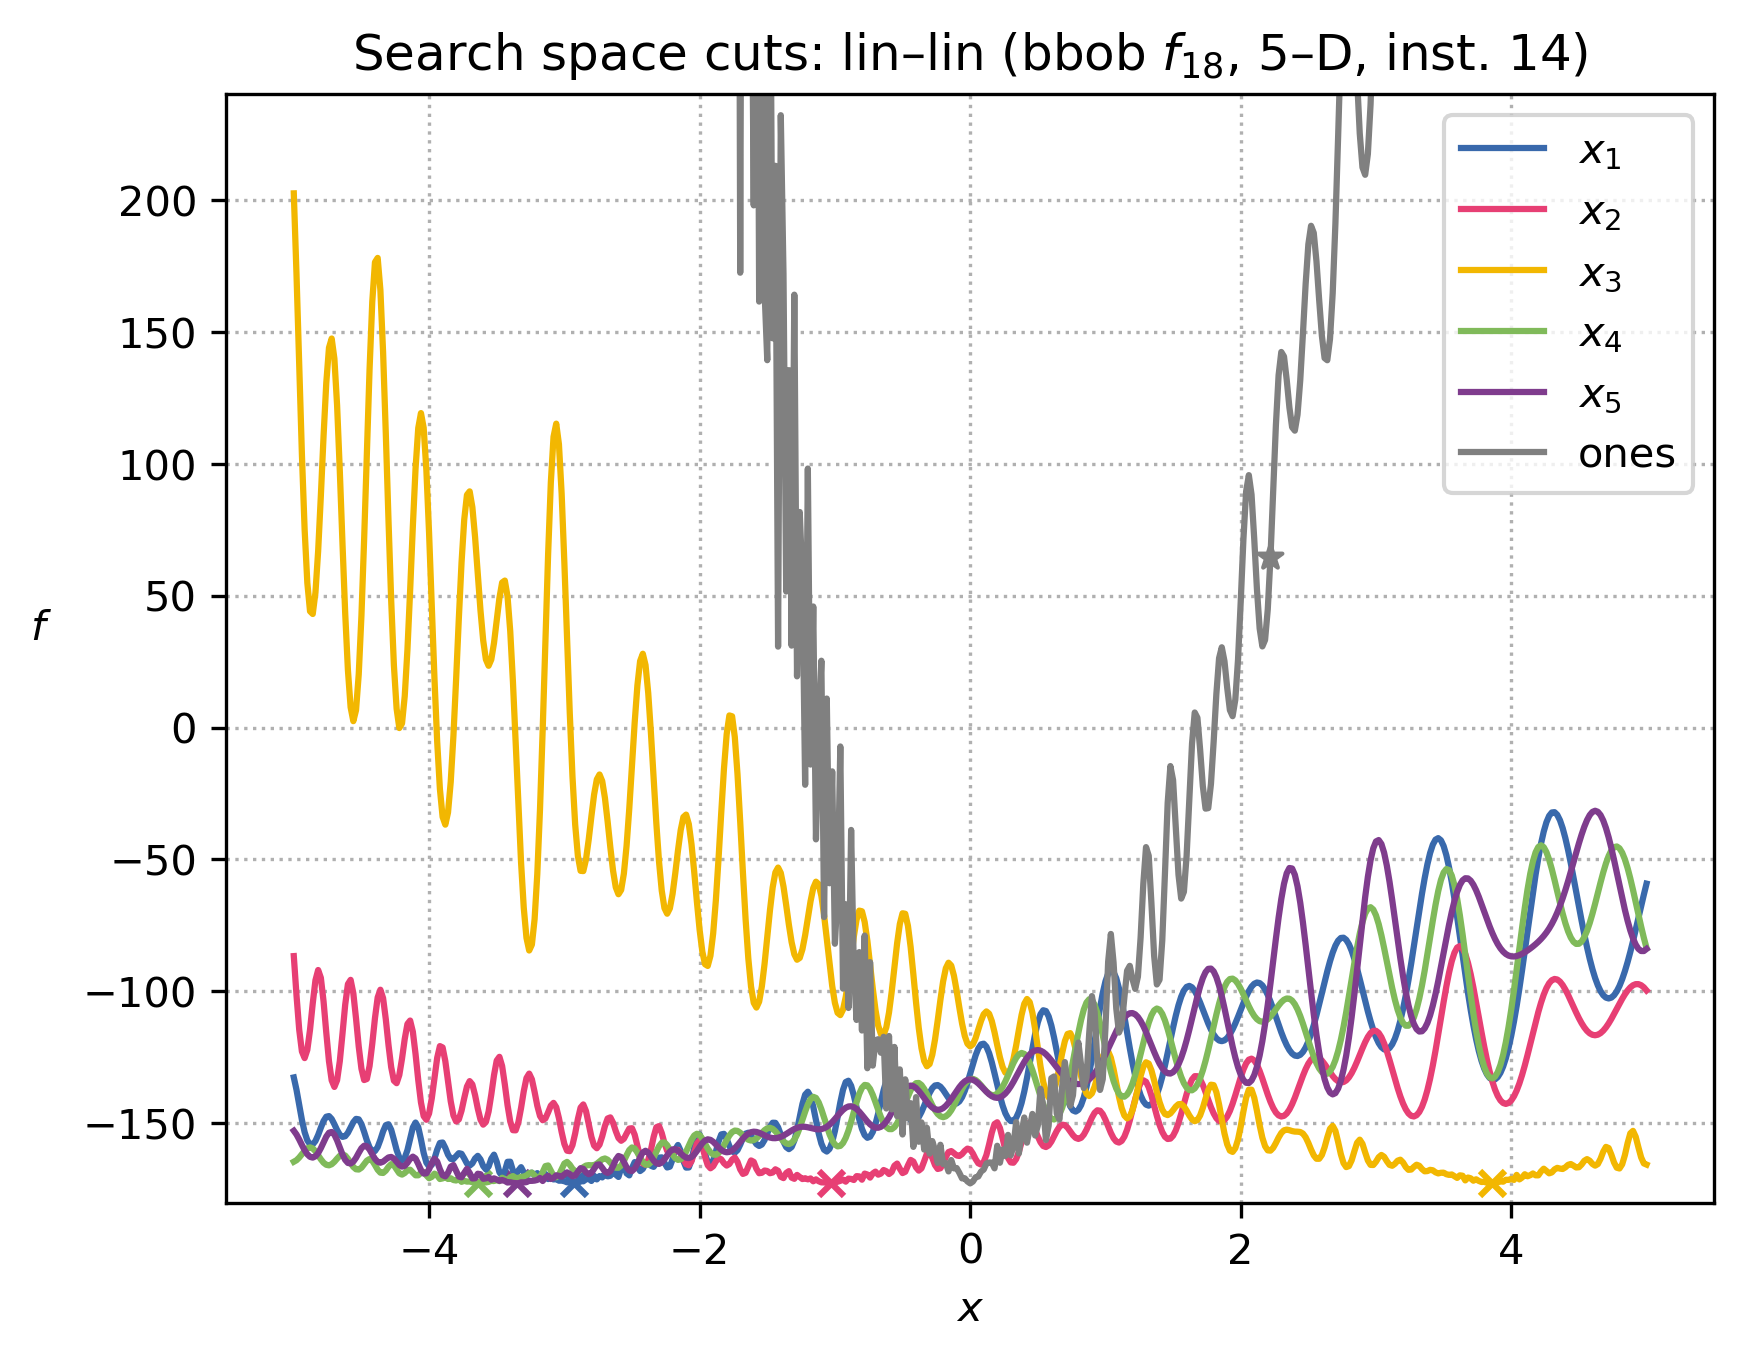 Search space cuts: lin–lin (bbob f₁₈, 5–D, inst. 14)
x₁
x₂
x₃
x₄
x₅
ones
200
150
100
50
0
−50
−100
−150
f
−4
−2
0
2
4
x